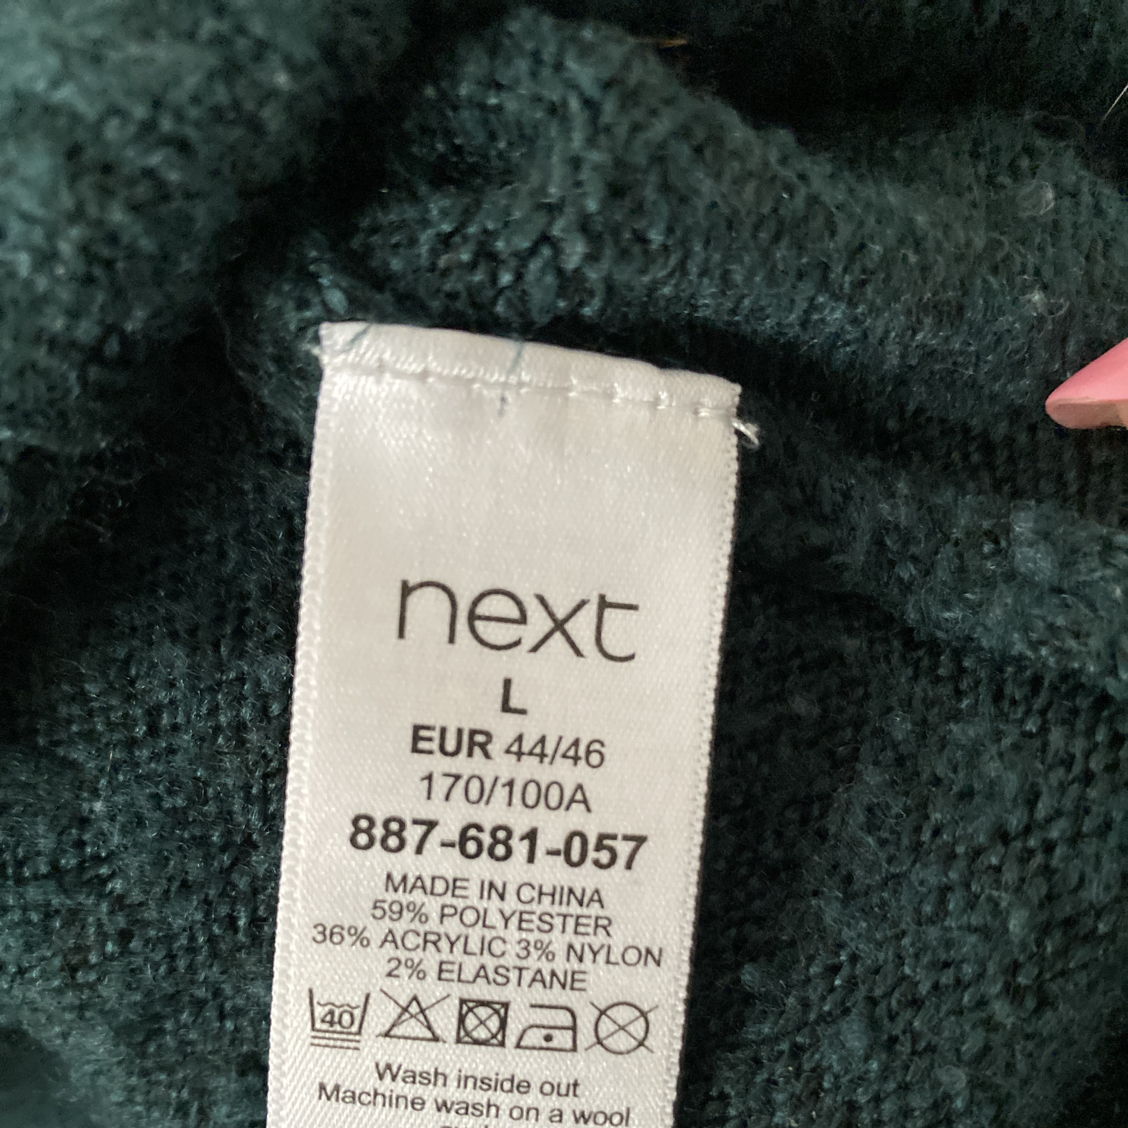 next
L
EUR 44/46
170/100A
887-681-057
MADE IN CHINA
59% POLYESTER
36% ACRYLIC 3% NYLON
2% ELASTANE
40
Wash inside out
Machine wash on a wool